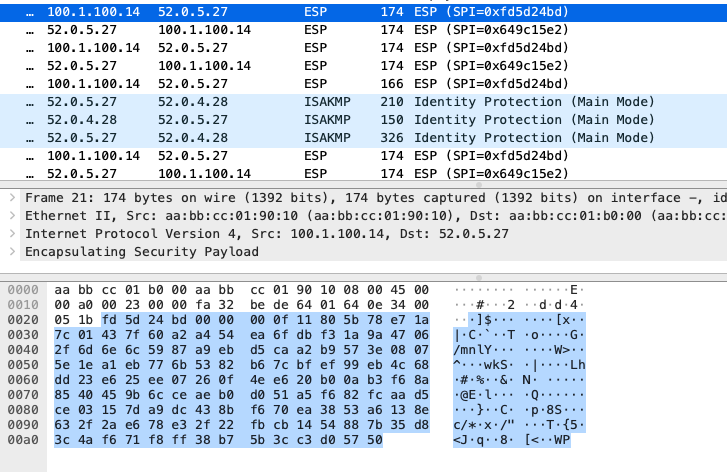 … 100.1.100.14 52.0.5.27 ESP 174 ESP (SPI=0xfd5d24bd)
… 52.0.5.27 100.1.100.14 ESP 174 ESP (SPI=0x649c15e2)
… 100.1.100.14 52.0.5.27 ESP 174 ESP (SPI=0xfd5d24bd)
… 52.0.5.27 100.1.100.14 ESP 174 ESP (SPI=0x649c15e2)
… 100.1.100.14 52.0.5.27 ESP 166 ESP (SPI=0xfd5d24bd)
… 52.0.5.27 52.0.4.28 ISAKMP 210 Identity Protection (Main Mode)
… 52.0.4.28 52.0.5.27 ISAKMP 150 Identity Protection (Main Mode)
… 52.0.5.27 52.0.4.28 ISAKMP 326 Identity Protection (Main Mode)
… 100.1.100.14 52.0.5.27 ESP 174 ESP (SPI=0xfd5d24bd)
… 52.0.5.27 100.1.100.14 ESP 174 ESP (SPI=0x649c15e2)
Frame 21: 174 bytes on wire (1392 bits), 174 bytes captured (1392 bits) on interface -, id
Ethernet II, Src: aa:bb:cc:01:90:10 (aa:bb:cc:01:90:10), Dst: aa:bb:cc:01:b0:00 (aa:bb:cc:
Internet Protocol Version 4, Src: 100.1.100.14, Dst: 52.0.5.27
Encapsulating Security Payload
0000 aa bb cc 01 b0 00 aa bb cc 01 90 10 08 00 45 00 ········ ······E·
0010 00 a0 00 23 00 00 fa 32 be de 64 01 64 0e 34 00 ···#···2 ··d·d·4·
0020 05 1b fd 5d 24 bd 00 00 00 0f 11 80 5b 78 e7 1a ···]$··· ····[x··
0030 7c 01 43 7f 60 a2 a4 54 ea 6f db f3 1a 9a 47 06 |·C·`··T ·o····G·
0040 2f 6d 6e 6c 59 87 a9 eb d5 ca a2 b9 57 3e 08 07 /mnlY··· ····W>··
0050 5e 1e a1 eb 77 6b 53 82 b6 7c bf ef 99 eb 4c 68 ^···wkS· ·|····Lh
0060 dd 23 e6 25 ee 07 26 0f 4e e6 20 b0 0a b3 f6 8a ·#·%··&· N· ·····
0070 85 40 45 9b 6c ce ae b0 d0 51 a5 f6 82 fc aa d5 ·@E·l··· ·Q······
0080 ce 03 15 7d a9 dc 43 8b f6 70 ea 38 53 a6 13 8e ···}··C· ·p·8S···
0090 63 2f 2a e6 78 e3 2f 22 fb cb 14 54 88 7b 35 d8 c/*·x·/" ···T·{5·
00a0 3c 4a f6 71 f8 ff 38 b7 5b 3c c3 d0 57 50 <J·q··8· [<··WP